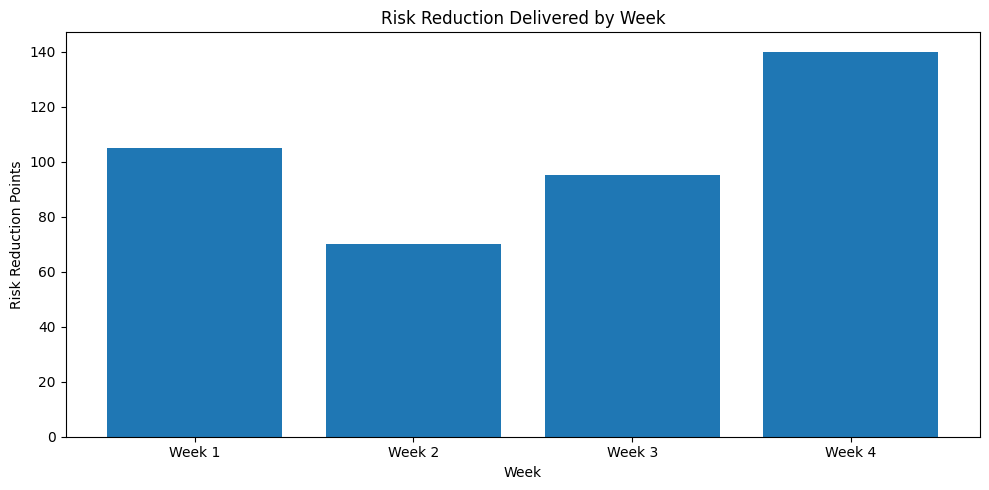 Risk Reduction Delivered by Week
Risk Reduction Points
140
120
100
80
60
40
20
0
Week 1
Week 2
Week 3
Week 4
Week